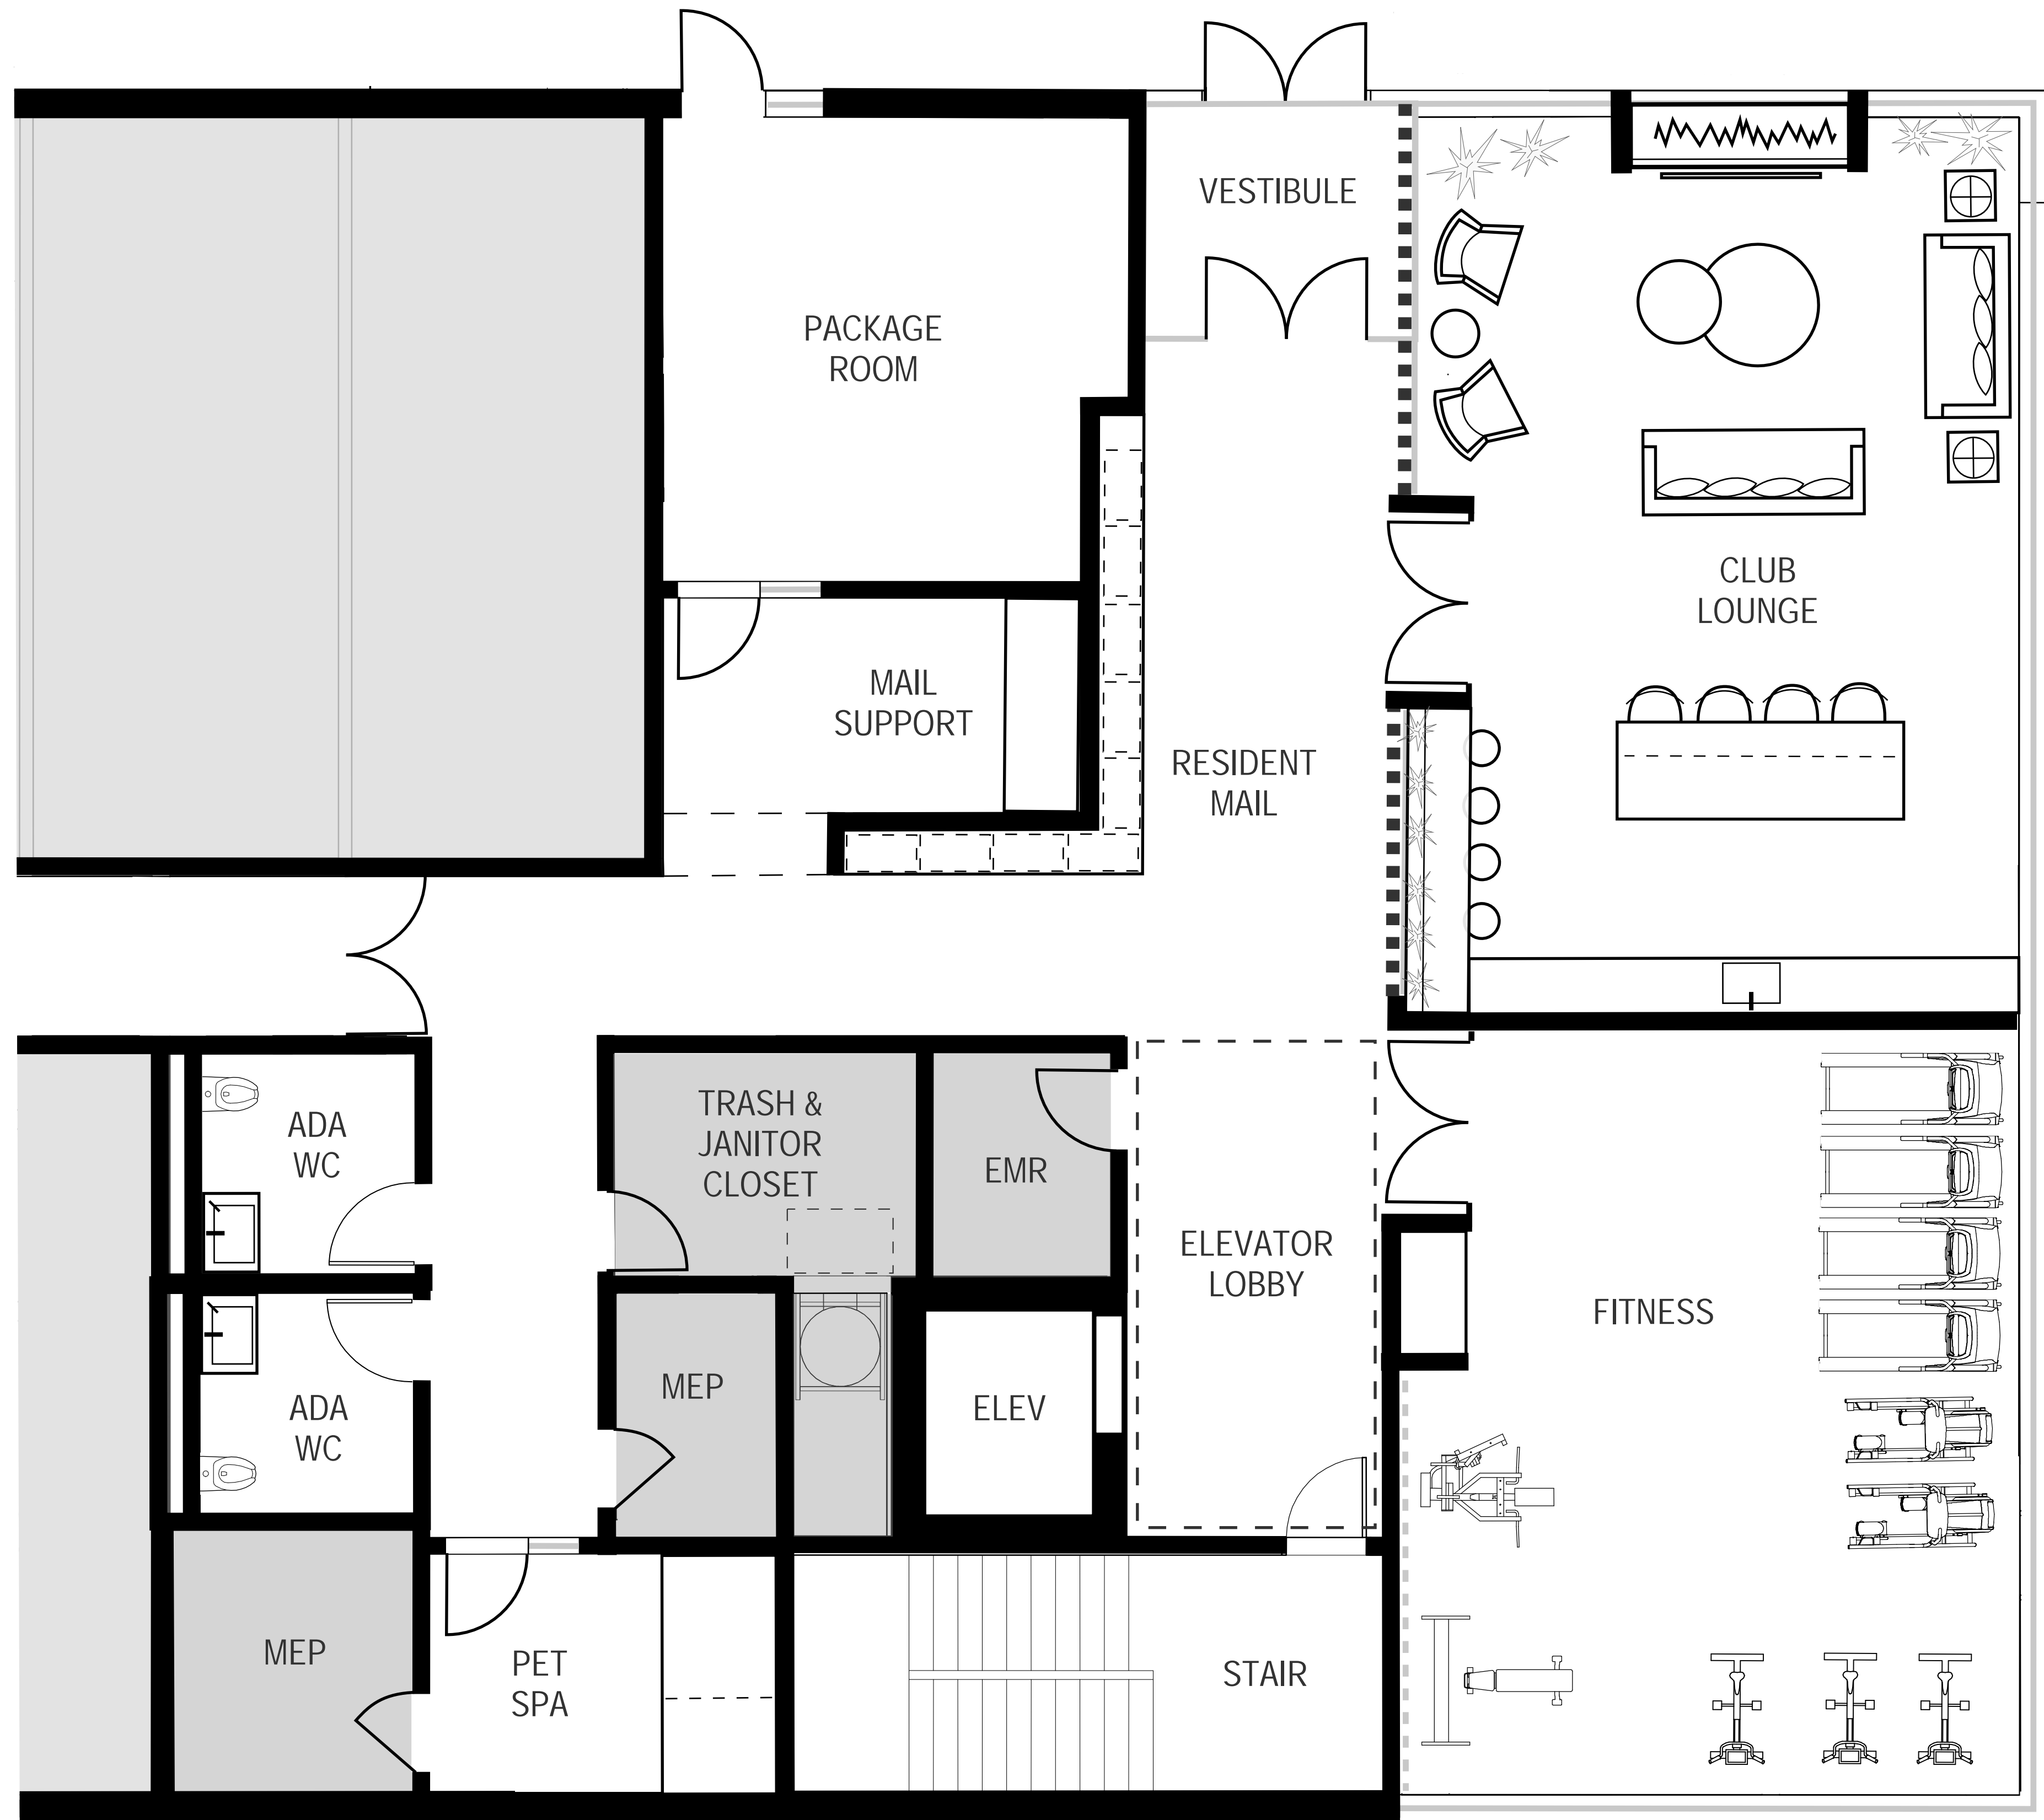 VESTIBULE
PACKAGE
ROOM
CLUB
LOUNGE
MAIL
SUPPORT
RESIDENT
MAIL
TRASH &
JANITOR
CLOSET
ADA
WC
EMR
ELEVATOR
LOBBY
FITNESS
MEP
ELEV
ADA
WC
MEP
PET
SPA
STAIR